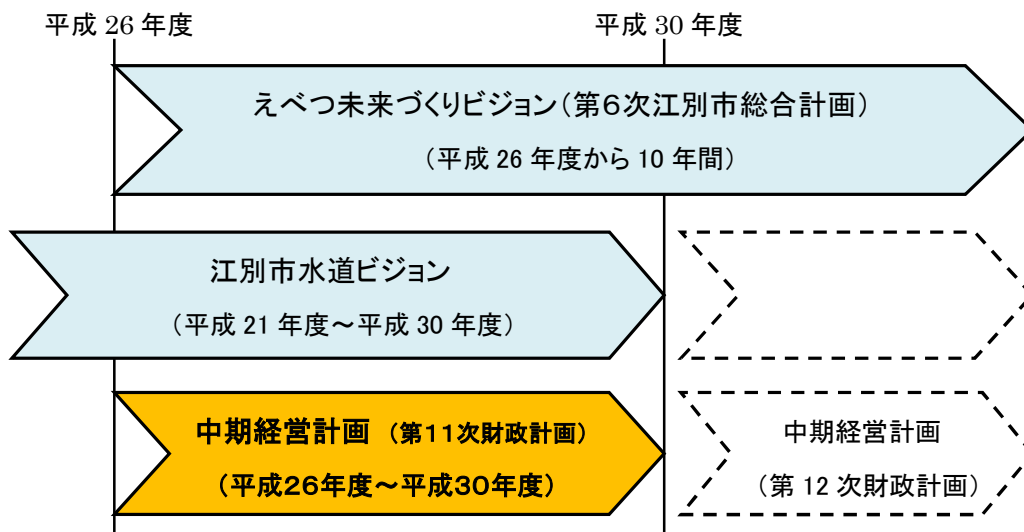 平成 26 年度
平成 30 年度
えべつ未来づくりビジョン(第6次江別市総合計画)
(平成 26 年度から 10 年間)
江別市水道ビジョン
(平成 21 年度～平成 30 年度)
中期経営計画 (第11次財政計画)
(平成26年度～平成30年度)
中期経営計画
(第 12 次財政計画)